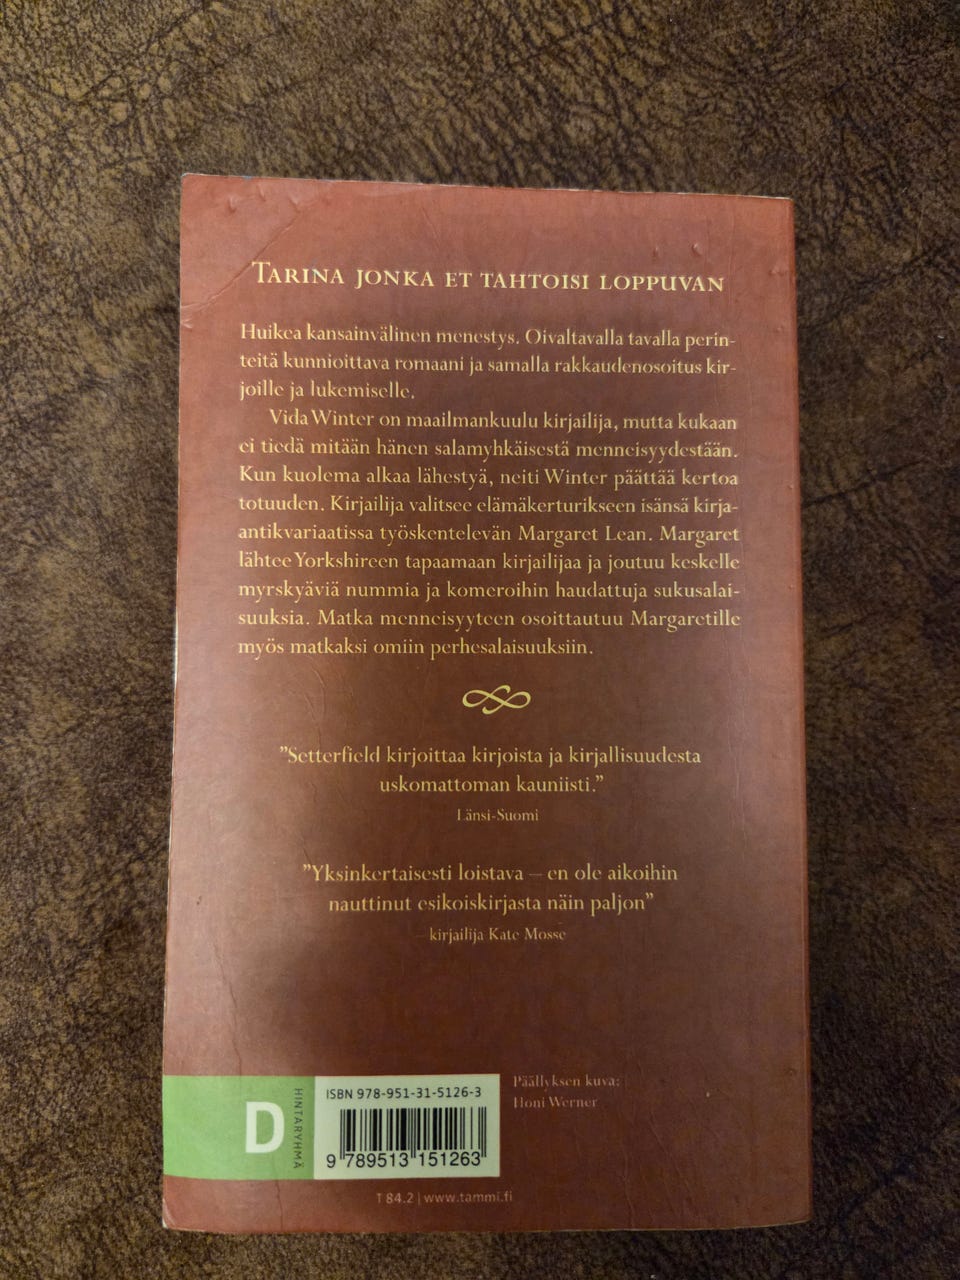 TARINA JONKA ET TAHTOISI LOPPUVAN
Huikea kansainvälinen menestys. Oivaltavalla tavalla perin-
teitä kunnioittava romaani ja samalla rakkaudenosoitus kir-
joille ja lukemiselle.
Vida Winter on maailmankuulu kirjailija, mutta kukaan
ei tiedä mitään hänen salamyhkäisestä menneisyydestään.
Kun kuolema alkaa lähestyä, neiti Winter päättää kertoa
totuuden. Kirjailija valitsee elämäkerturikseen isänsä kirja-
antikvariaatissa työskentelevän Margaret Lean. Margaret
lähtee Yorkshireen tapaamaan kirjailijaa ja joutuu keskelle
myrskyäviä nummia ja komeroihin haudattuja sukusalai-
suuksia. Matka menneisyyteen osoittautuu Margaretille
myös matkaksi omiin perhesalaisuuksiin.
"Setterfield kirjoittaa kirjoista ja kirjallisuudesta
uskomattoman kauniisti."
Länsi-Suomi
"Yksinkertaisesti loistava – en ole aikoihin
nauttinut esikoiskirjasta näin paljon"
– kirjailija Kate Mosse
D
HINTARYHMÄ
ISBN 978-951-31-5126-3
9 789513 151263
Päällyksen kuva:
Honi Werner
T 84.2 | www.tammi.fi